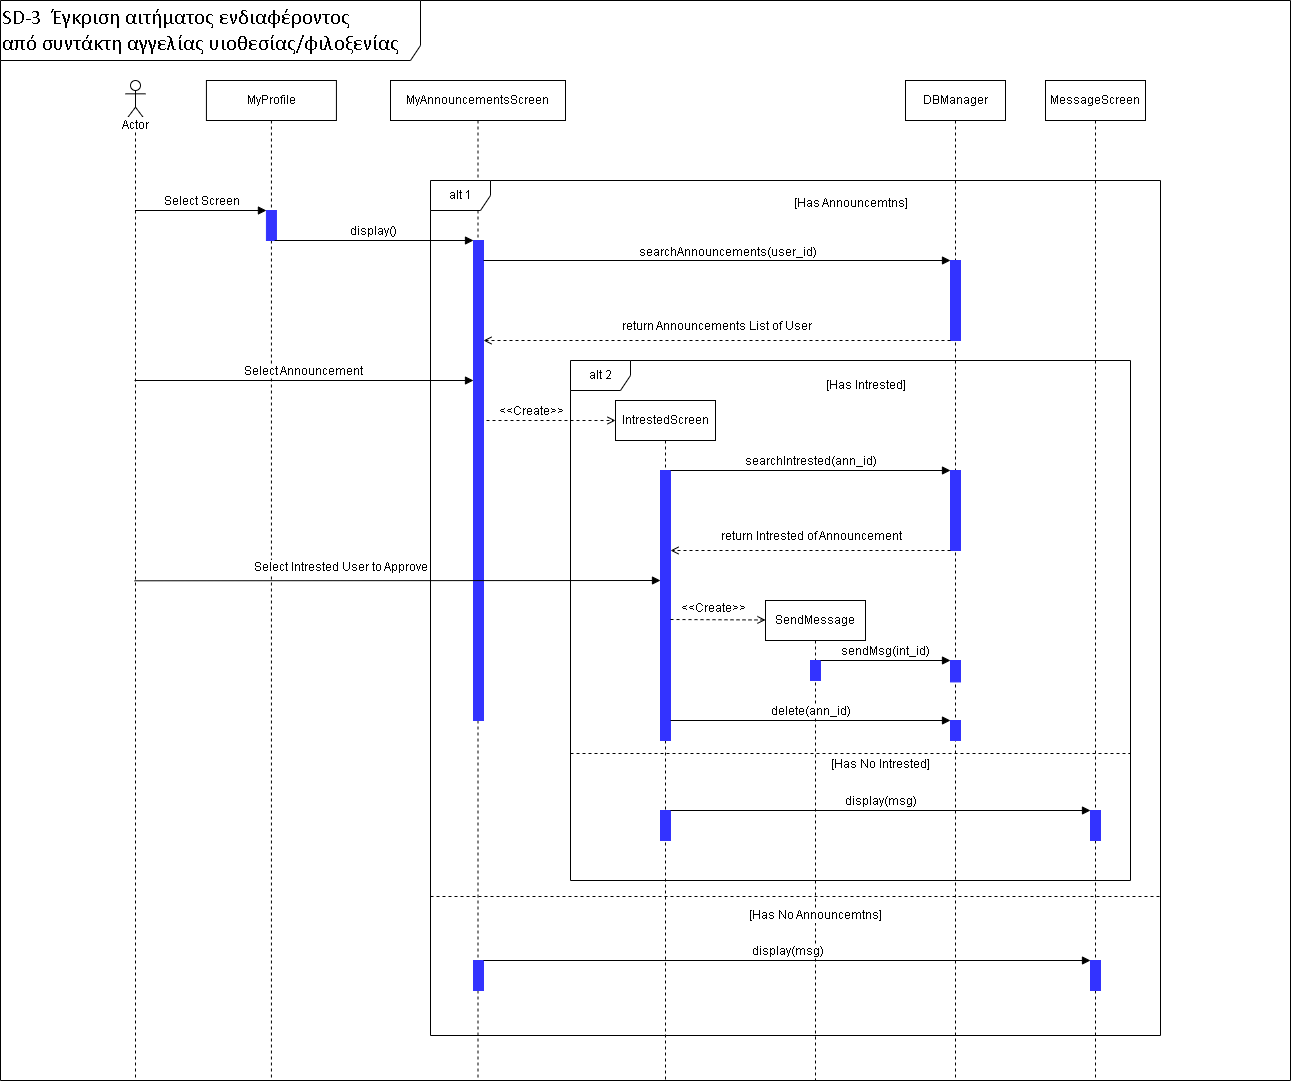 SD-3 Έγκριση αιτήματος ενδιαφέροντος
από συντάκτη αγγελίας υιοθεσίας/φιλοξενίας
Actor
MyProfile
MyAnnouncementsScreen
DBManager
MessageScreen
alt 1
[Has Announcemtns]
Select Screen
display()
searchAnnouncements(user_id)
return Announcements List of User
Select Announcement
alt 2
[Has Intrested]
<<Create>>
IntrestedScreen
searchIntrested(ann_id)
return Intrested of Announcement
Select Intrested User to Approve
<<Create>>
SendMessage
sendMsg(int_id)
delete(ann_id)
[Has No Intrested]
display(msg)
[Has No Announcemtns]
display(msg)